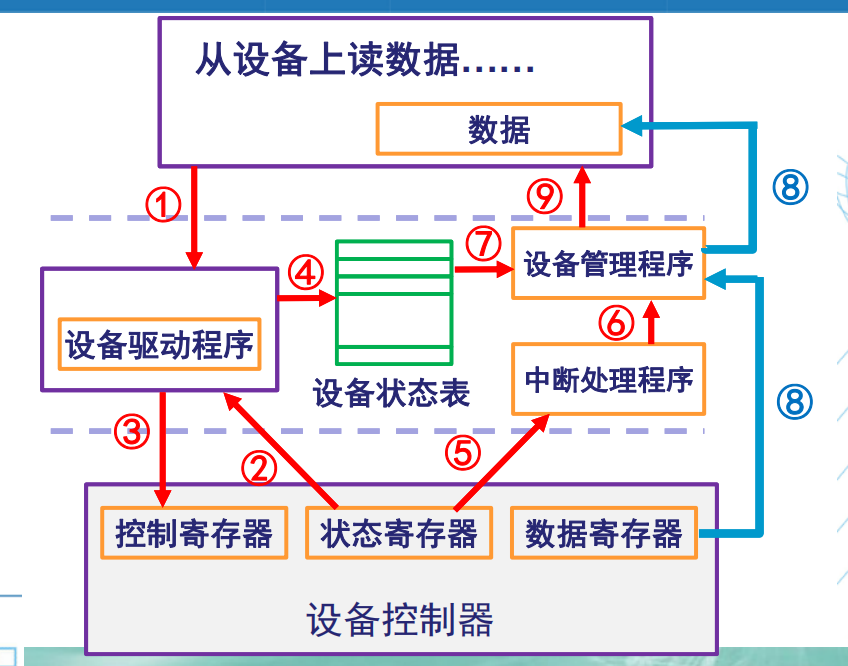 从设备上读数据……
数据
①
⑧
⑨
④
⑦
设备管理程序
设备驱动程序
⑥
设备状态表
中断处理程序
⑧
③
②
⑤
控制寄存器
状态寄存器
数据寄存器
设备控制器